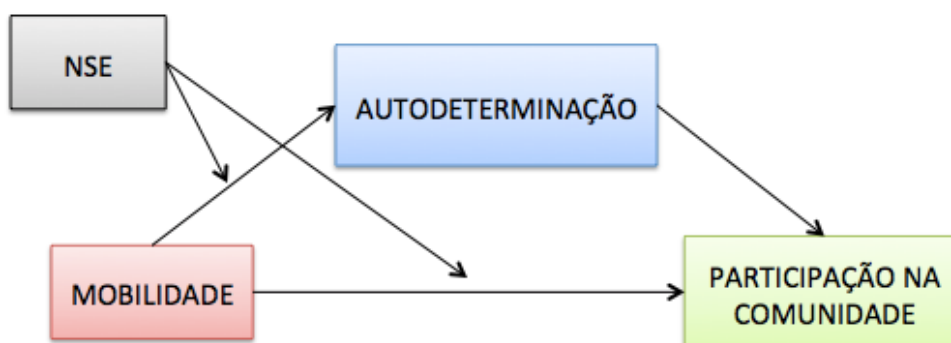 NSE
AUTODETERMINAÇÃO
MOBILIDADE
PARTICIPAÇÃO NA
COMUNIDADE